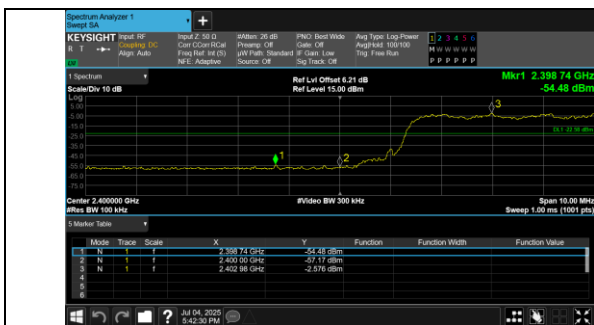 Spectrum Analyzer 1
Swept SA
+
KEYSIGHT Input: RF Input Z: 50 Ω #Atten: 26 dB PNO: Best Wide Avg Type: Log-Power 1 2 3 4 5 6
R T Coupling: DC Corr CCorr RCal Preamp: Off Gate: Off Avg|Hold: 100/100 M W W W W W
Align: Auto Freq Ref: Int (S) µW Path: Standard IF Gain: Low Trig: Free Run
NFE: Adaptive Source: Off Sig Track: Off P P P P P P
1 Spectrum Ref Lvl Offset 6.21 dB Mkr1 2.398 74 GHz
Scale/Div 10 dB Ref Level 15.00 dBm -54.48 dBm
Log
5.00
-5.00
-15.0
-25.0
-35.0
-45.0
-55.0
-65.0
-75.0
1
2
3
Center 2.400000 GHz #Video BW 300 kHz Span 10.00 MHz
#Res BW 100 kHz Sweep 1.00 ms (1001 pts)
5 Marker Table
Mode Trace Scale X Y Function Function Width Function Value
1 N 1 f 2.398 74 GHz -54.48 dBm
2 N 1 f 2.400 00 GHz -57.17 dBm
3 N 1 f 2.402 98 GHz -2.576 dBm
4
5
6
?
Jul 04, 2025
5:42:30 PM